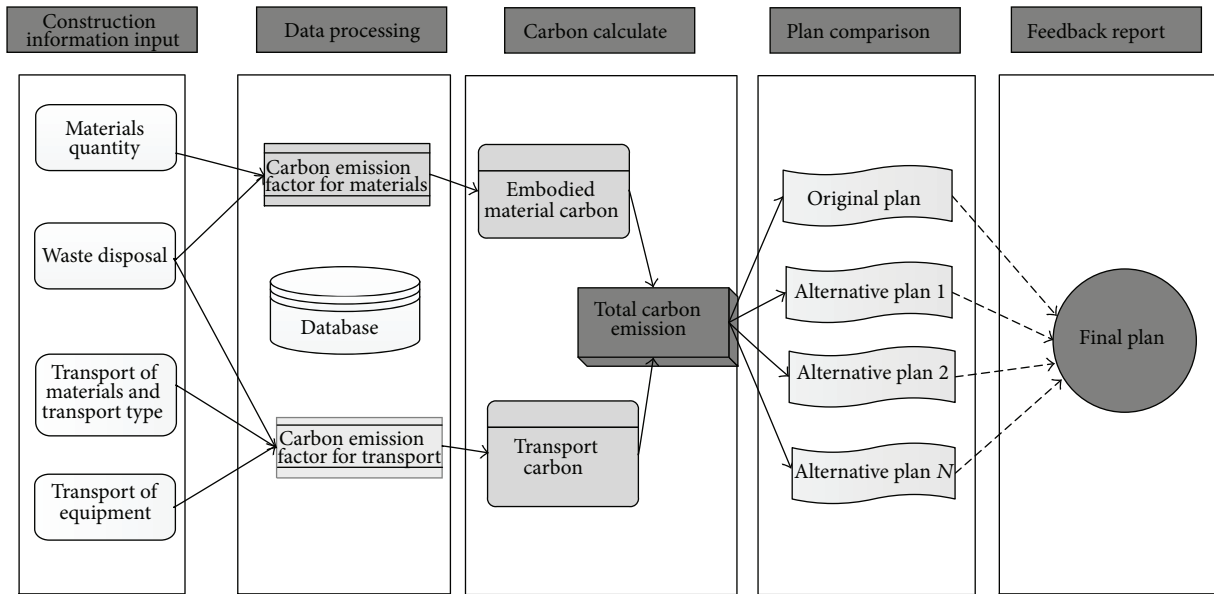 Construction
information input
Data processing
Carbon calculate
Plan comparison
Feedback report
Materials
quantity
Waste disposal
Transport of
materials and
transport type
Transport of
equipment
Carbon emission
factor for materials
Database
Carbon emission
factor for transport
Embodied
material carbon
Total carbon
emission
Transport
carbon
Original plan
Alternative plan 1
Alternative plan 2
Alternative plan N
Final plan